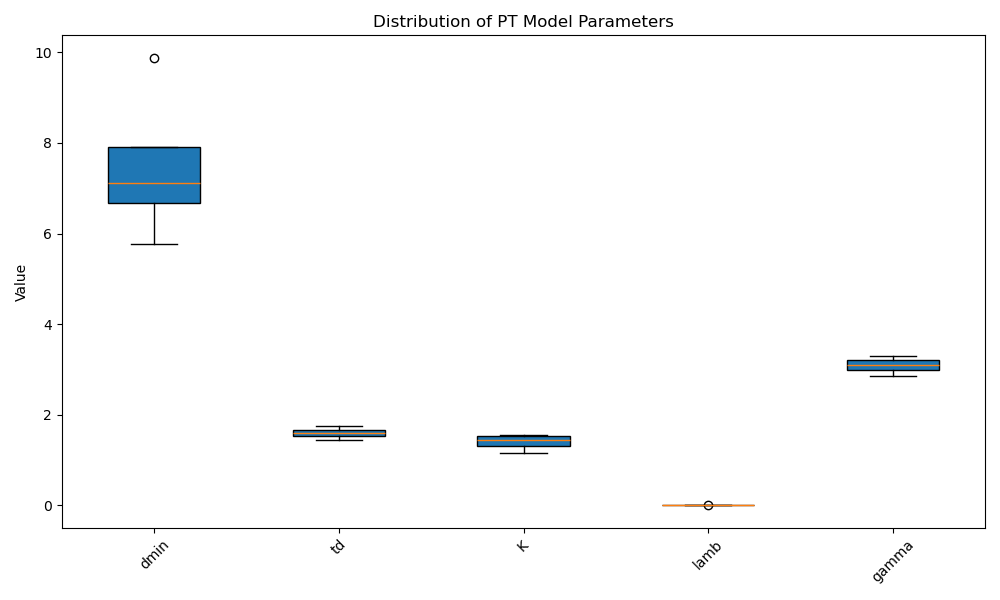 Distribution of PT Model Parameters
10
8
6
4
2
0
Value
dmin
td
K
lamb
gamma